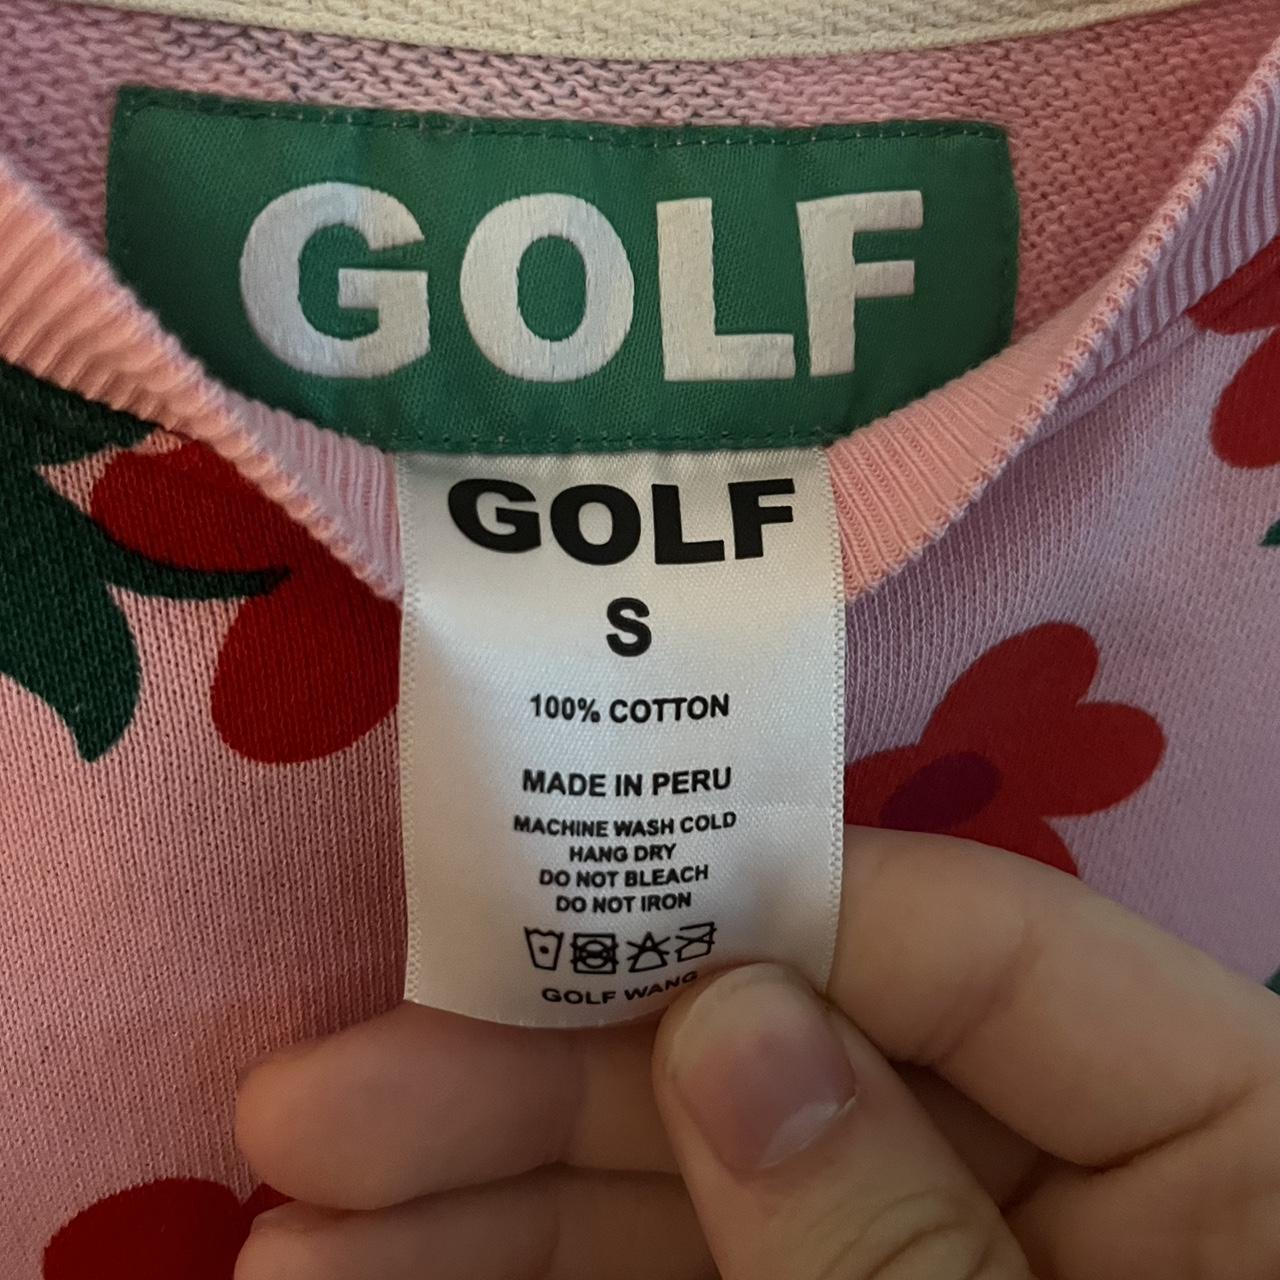 GOLF
GOLF
S
100% COTTON
MADE IN PERU
MACHINE WASH COLD
HANG DRY
DO NOT BLEACH
DO NOT IRON
GOLF WANG